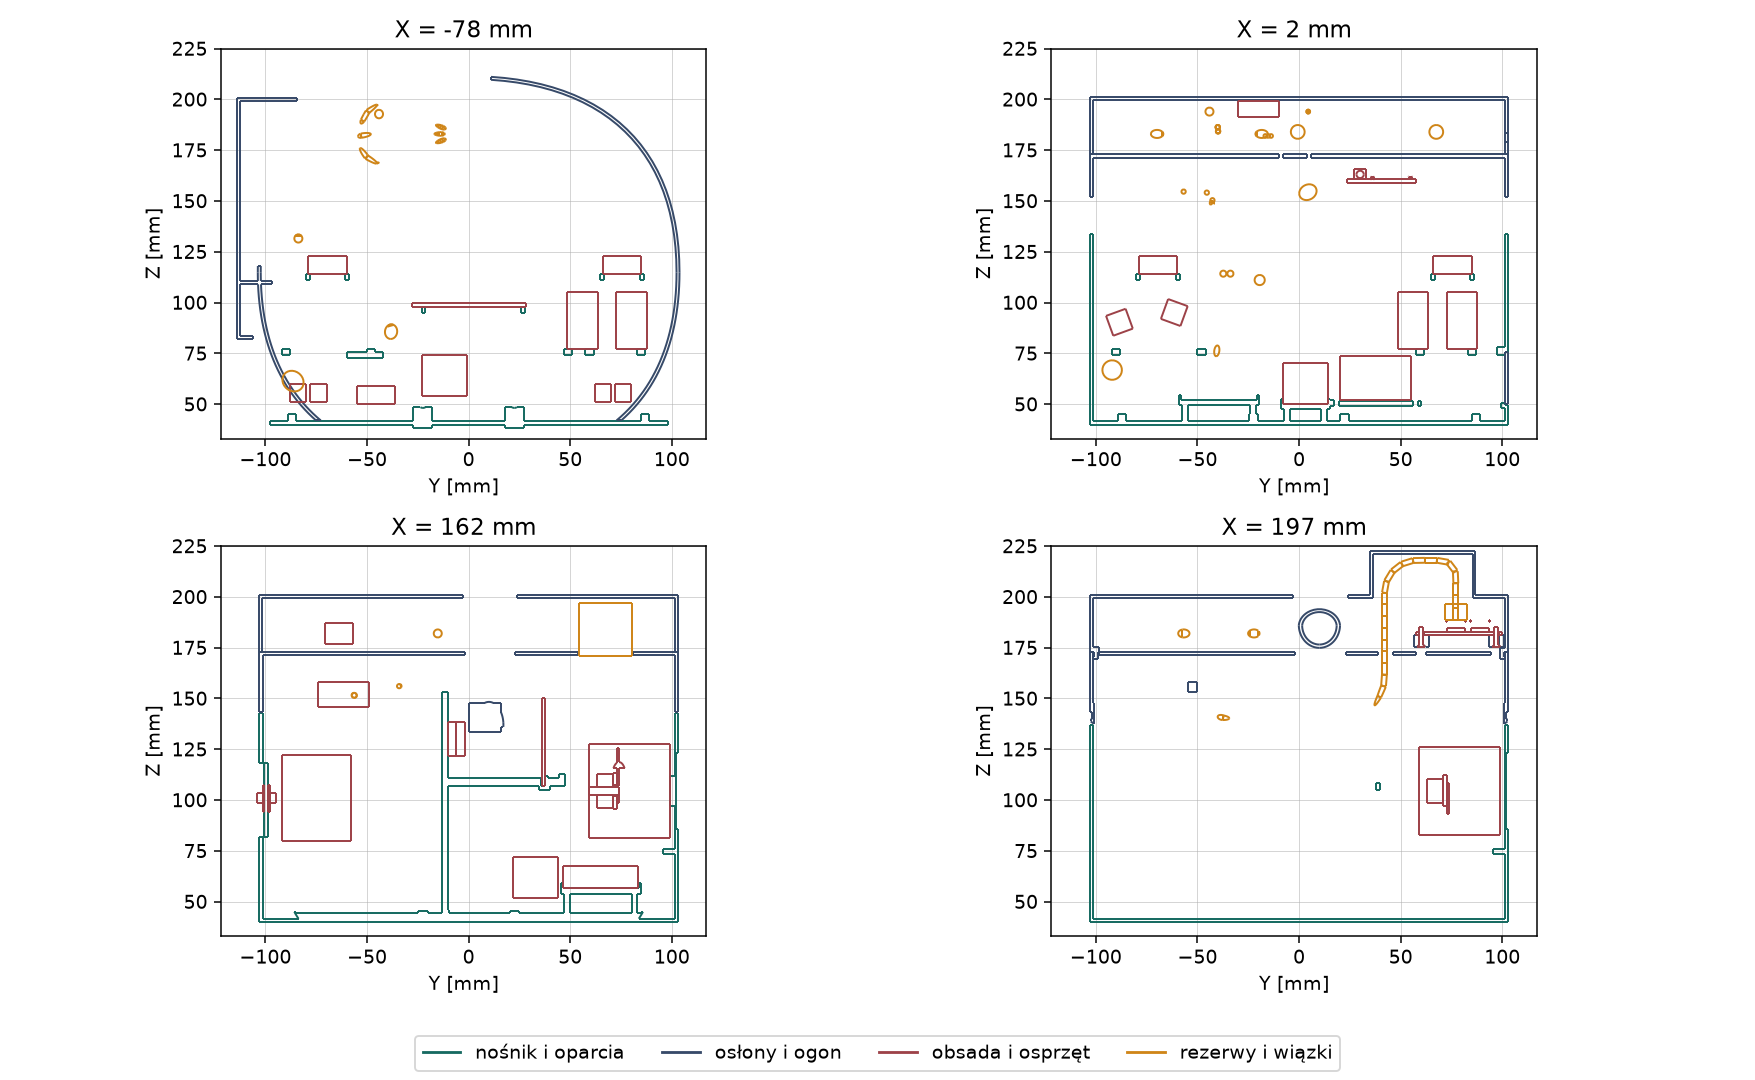 X = -78 mm
225
200
175
150
125
100
75
50
Z [mm]
−100 −50 0 50 100
Y [mm]
X = 2 mm
225
200
175
150
125
100
75
50
Z [mm]
−100 −50 0 50 100
Y [mm]
X = 162 mm
225
200
175
150
125
100
75
50
Z [mm]
−100 −50 0 50 100
Y [mm]
X = 197 mm
225
200
175
150
125
100
75
50
Z [mm]
−100 −50 0 50 100
Y [mm]
nośnik i oparcia osłony i ogon obsada i osprzęt rezerwy i wiązki